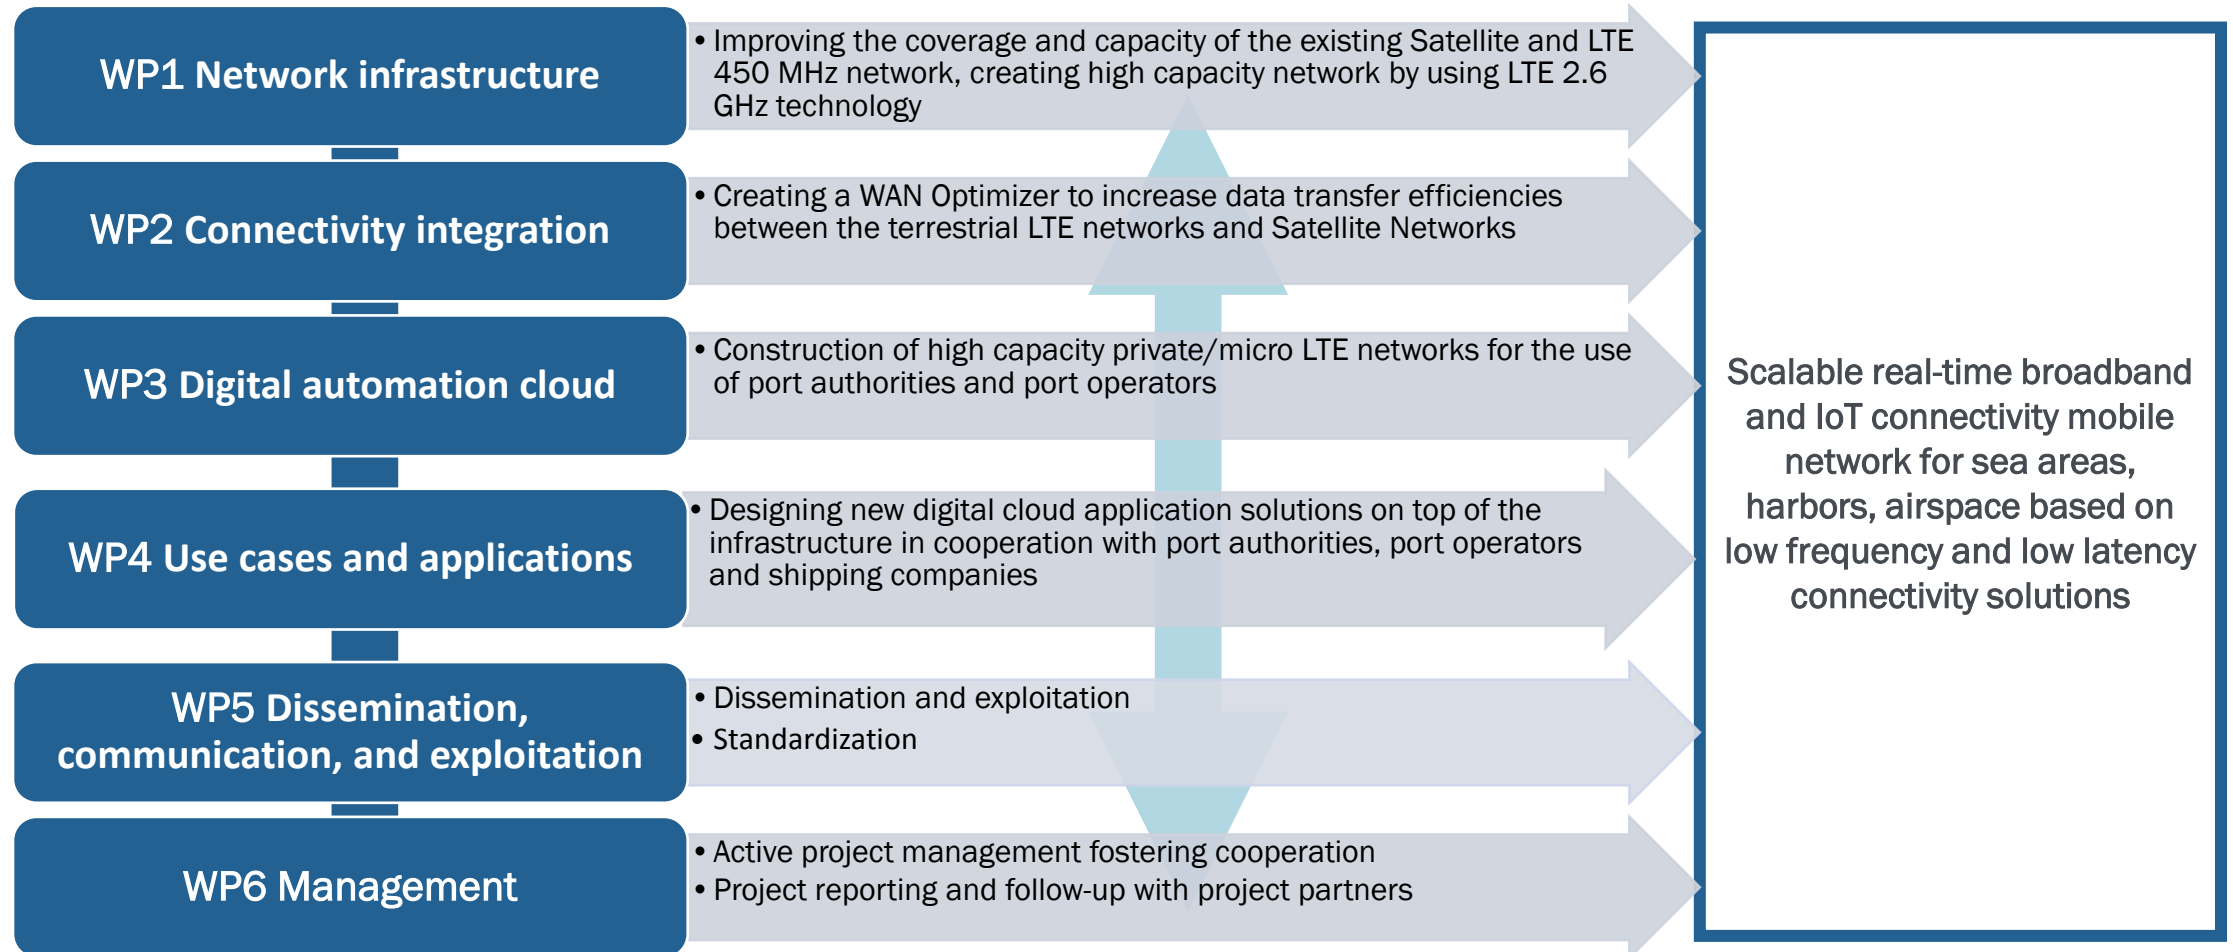 WP1 Network infrastructure
• Improving the coverage and capacity of the existing Satellite and LTE
450 MHz network, creating high capacity network by using LTE 2.6
GHz technology
WP2 Connectivity integration
• Creating a WAN Optimizer to increase data transfer efficiencies
between the terrestrial LTE networks and Satellite Networks
WP3 Digital automation cloud
• Construction of high capacity private/micro LTE networks for the use
of port authorities and port operators
WP4 Use cases and applications
• Designing new digital cloud application solutions on top of the
infrastructure in cooperation with port authorities, port operators
and shipping companies
WP5 Dissemination,
communication, and exploitation
• Dissemination and exploitation
• Standardization
WP6 Management
• Active project management fostering cooperation
• Project reporting and follow-up with project partners
Scalable real-time broadband
and IoT connectivity mobile
network for sea areas,
harbors, airspace based on
low frequency and low latency
connectivity solutions